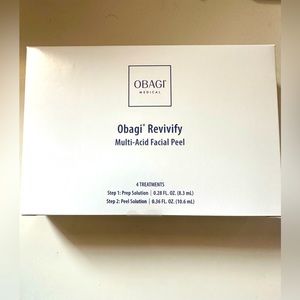 OBAGI
MEDICAL
Obagi® Revivify
Multi-Acid Facial Peel
4 TREATMENTS
Step 1: Prep Solution | 0.28 FL. OZ. (8.3 mL)
Step 2: Peel Solution | 0.36 FL. OZ. (10.6 mL)